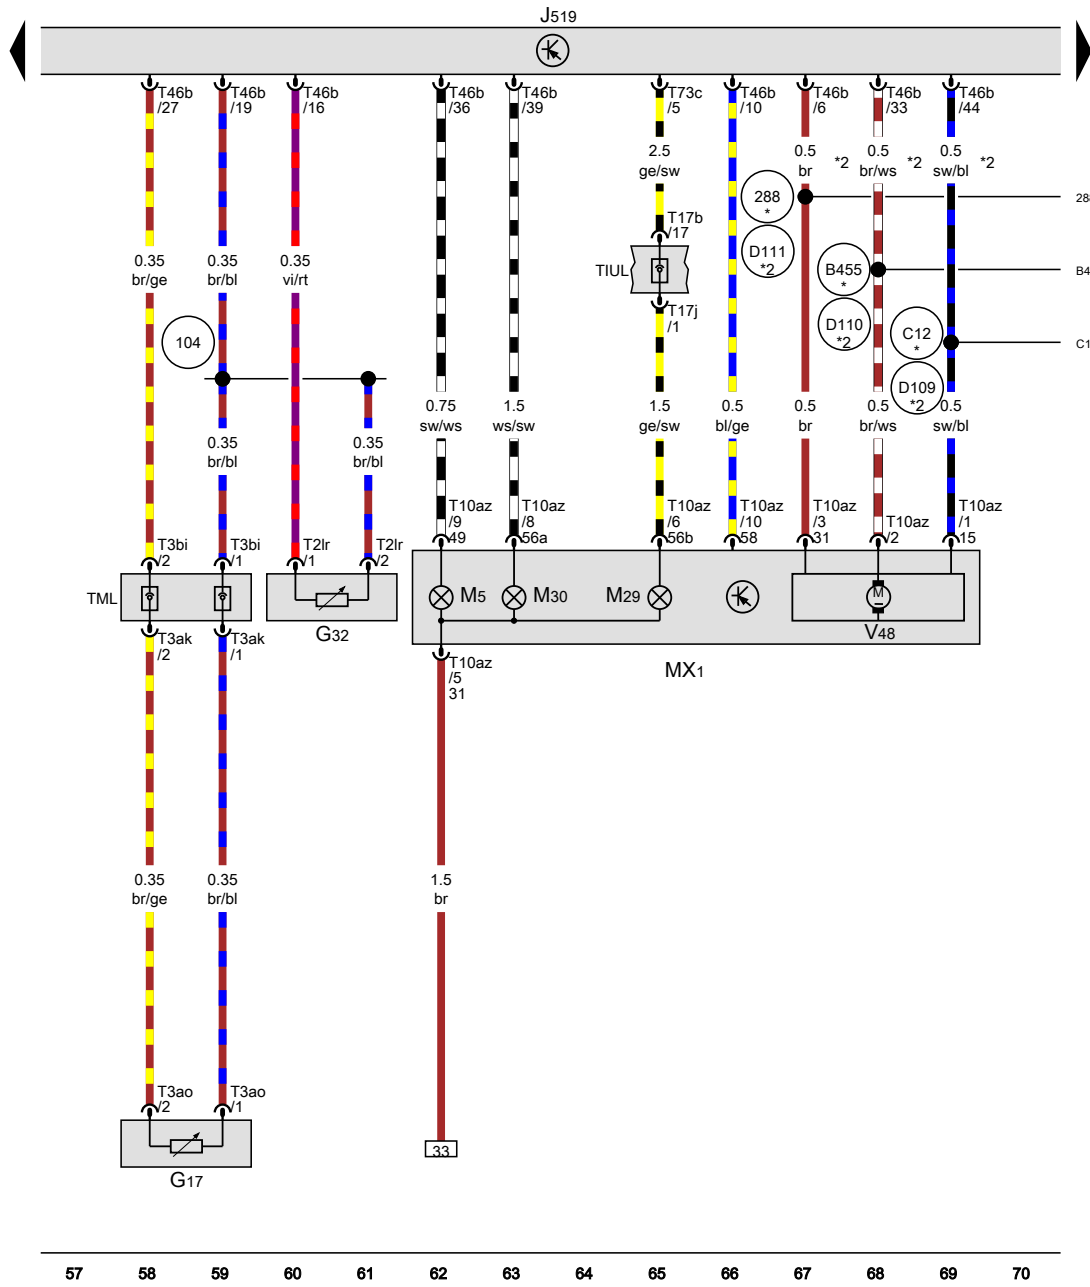 J519
T46b
/27
T46b
/19
T46b
/16
T46b
/36
T46b
/39
T73c
/5
T46b
/10
T46b
/6
T46b
/33
T46b
/44
2.5
ge/sw
0.5
br
*2
0.5
br/ws
*2
0.5
sw/bl
*2
288
*
28
T17b
/17
D111
*2
TIUL
0.35
br/ge
0.35
br/bl
0.35
vi/rt
B455
*
B4
T17j
/1
D110
*2
104
C12
*
C1
D109
*2
0.75
sw/ws
1.5
ws/sw
1.5
ge/sw
0.5
bl/ge
0.5
br
0.5
br/ws
0.5
sw/bl
0.35
br/bl
0.35
br/bl
T10az
/9
49
T10az
/8
56a
T10az
/6
56b
T10az
/10
58
T10az
/3
31
T10az
/2
T10az
/1
15
T3bi
/2
T3bi
/1
T2lr
/1
T2lr
/2
TML
M5
M30
M29
M
G32
V48
T3ak
/2
T3ak
/1
T10az
/5
31
MX1
0.35
br/ge
0.35
br/bl
1.5
br
T3ao
/2
T3ao
/1
33
G17
57 58 59 60 61 62 63 64 65 66 67 68 69 70